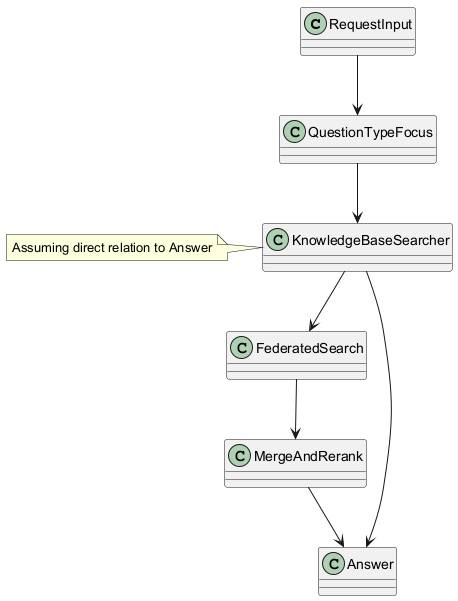 C RequestInput
C QuestionTypeFocus
Assuming direct relation to Answer
C KnowledgeBaseSearcher
C FederatedSearch
C MergeAndRerank
C Answer